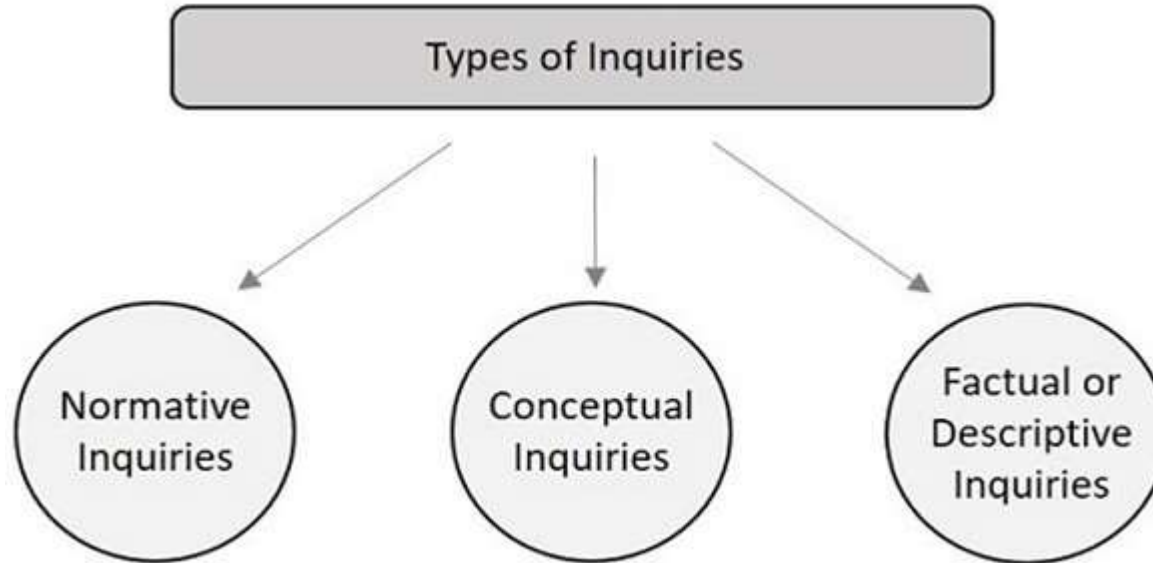 Types of Inquiries
Normative
Inquiries
Conceptual
Inquiries
Factual or
Descriptive
Inquiries